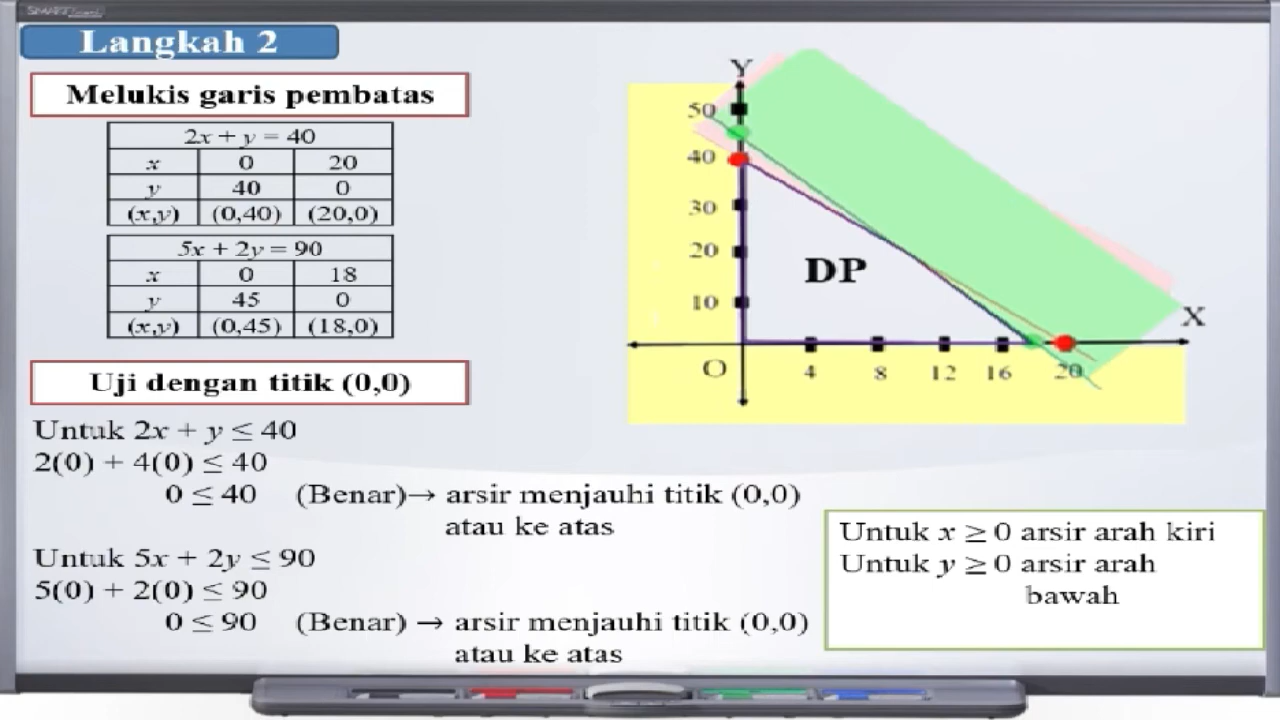 Langkah 2
Melukis garis pembatas
2x + y = 40
x 0 20
y 40 0
(x,y) (0,40) (20,0)
5x + 2y = 90
x 0 18
y 45 0
(x,y) (0,45) (18,0)
Uji dengan titik (0,0)
Untuk 2x + y ≤ 40
2(0) + 4(0) ≤ 40
0 ≤ 40 (Benar)→ arsir menjauhi titik (0,0)
atau ke atas
Untuk 5x + 2y ≤ 90
5(0) + 2(0) ≤ 90
0 ≤ 90 (Benar) → arsir menjauhi titik (0,0)
atau ke atas
Y
50
40
30
20
10
DP
X
O 4 8 12 16 20
Untuk x ≥ 0 arsir arah kiri
Untuk y ≥ 0 arsir arah
bawah